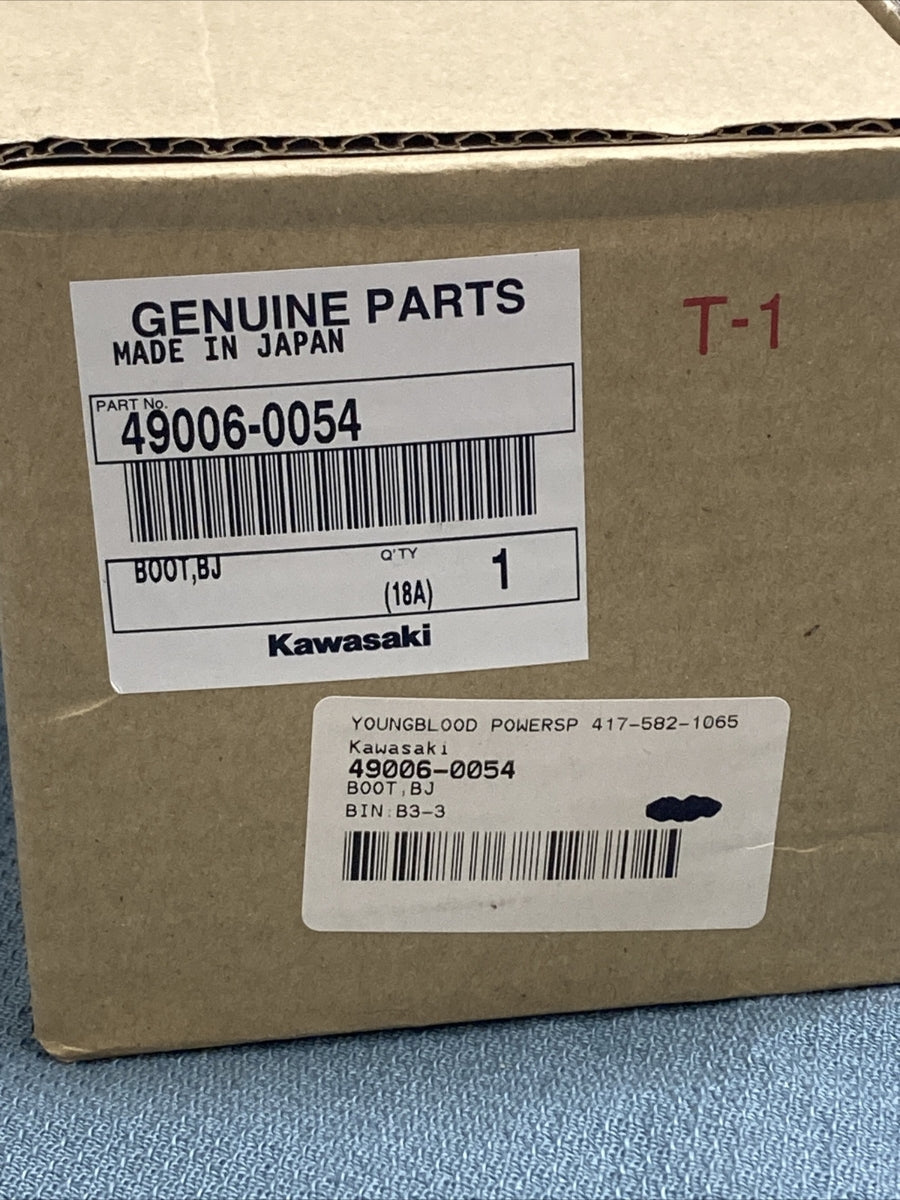 GENUINE PARTS
MADE IN JAPAN
T-1
PART No.
49006-0054
BOOT,BJ
Q'TY
1
(18A)
Kawasaki
YOUNGBLOOD POWERSP 417-582-1065
Kawasaki
49006-0054
BOOT,BJ
BIN:B3-3